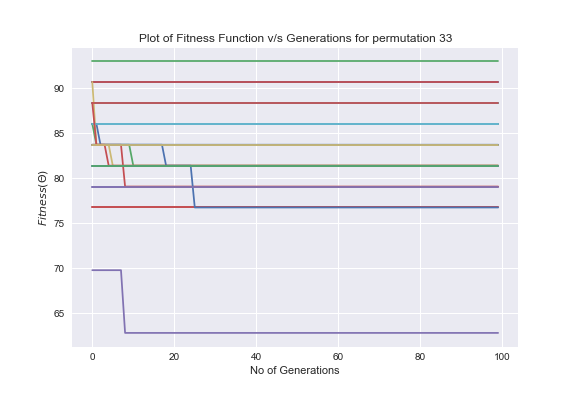 Plot of Fitness Function v/s Generations for permutation 33
90
85
80
75
70
65
Fitness(Θ)
0 20 40 60 80 100
No of Generations